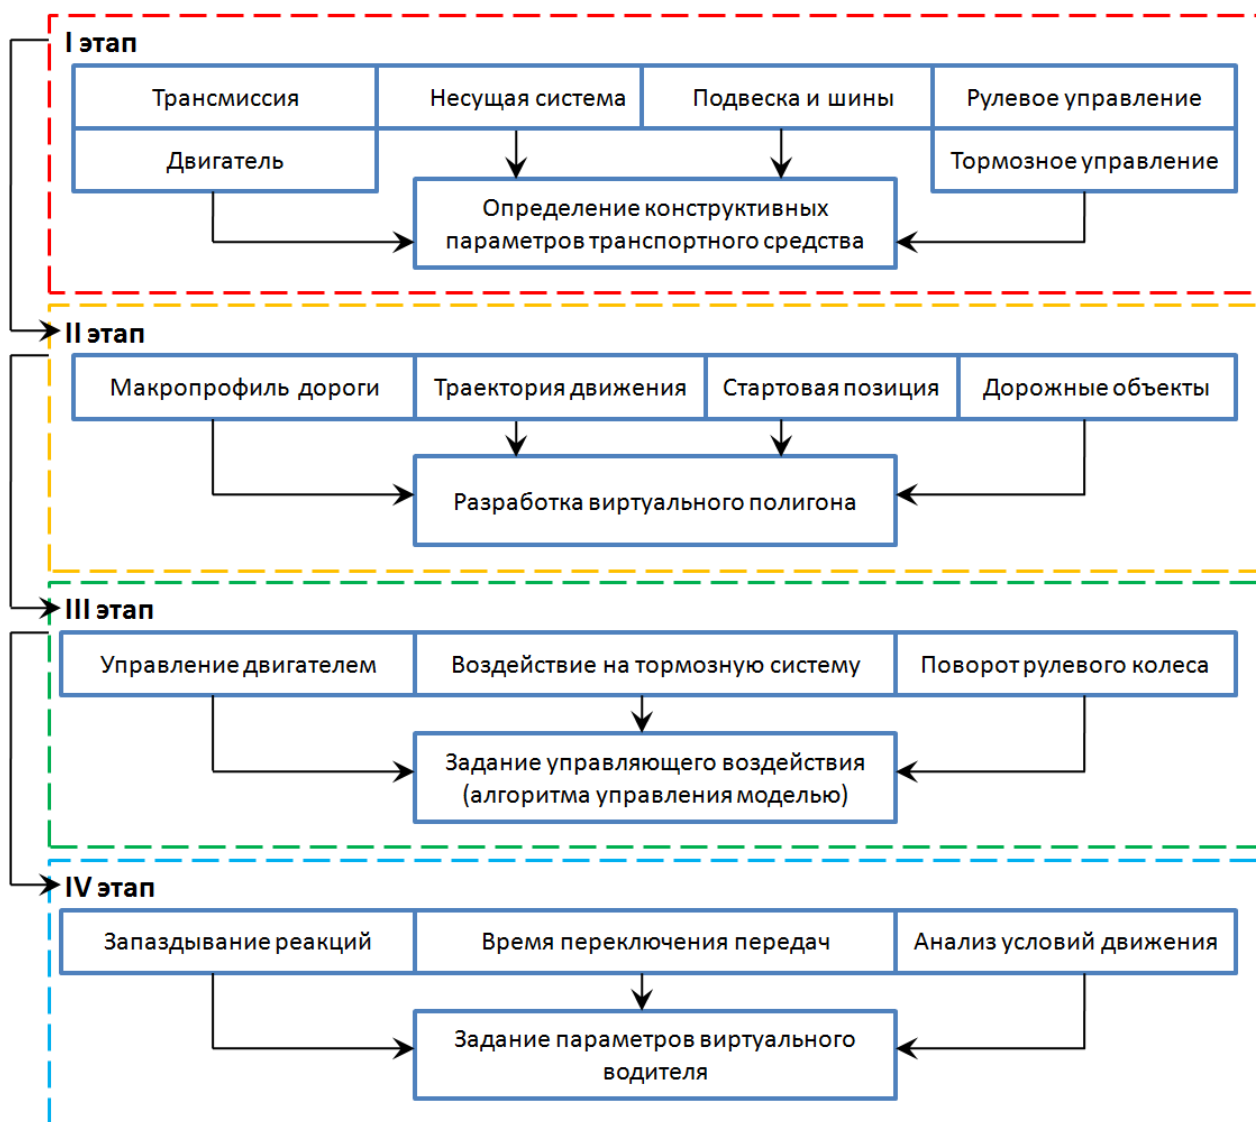 I этап
Трансмиссия
Несущая система
Подвеска и шины
Рулевое управление
Двигатель
Тормозное управление
Определение конструктивных
параметров транспортного средства
II этап
Макропрофиль дороги
Траектория движения
Стартовая позиция
Дорожные объекты
Разработка виртуального полигона
III этап
Управление двигателем
Воздействие на тормозную систему
Поворот рулевого колеса
Задание управляющего воздействия
(алгоритма управления моделью)
IV этап
Запаздывание реакций
Время переключения передач
Анализ условий движения
Задание параметров виртуального
водителя